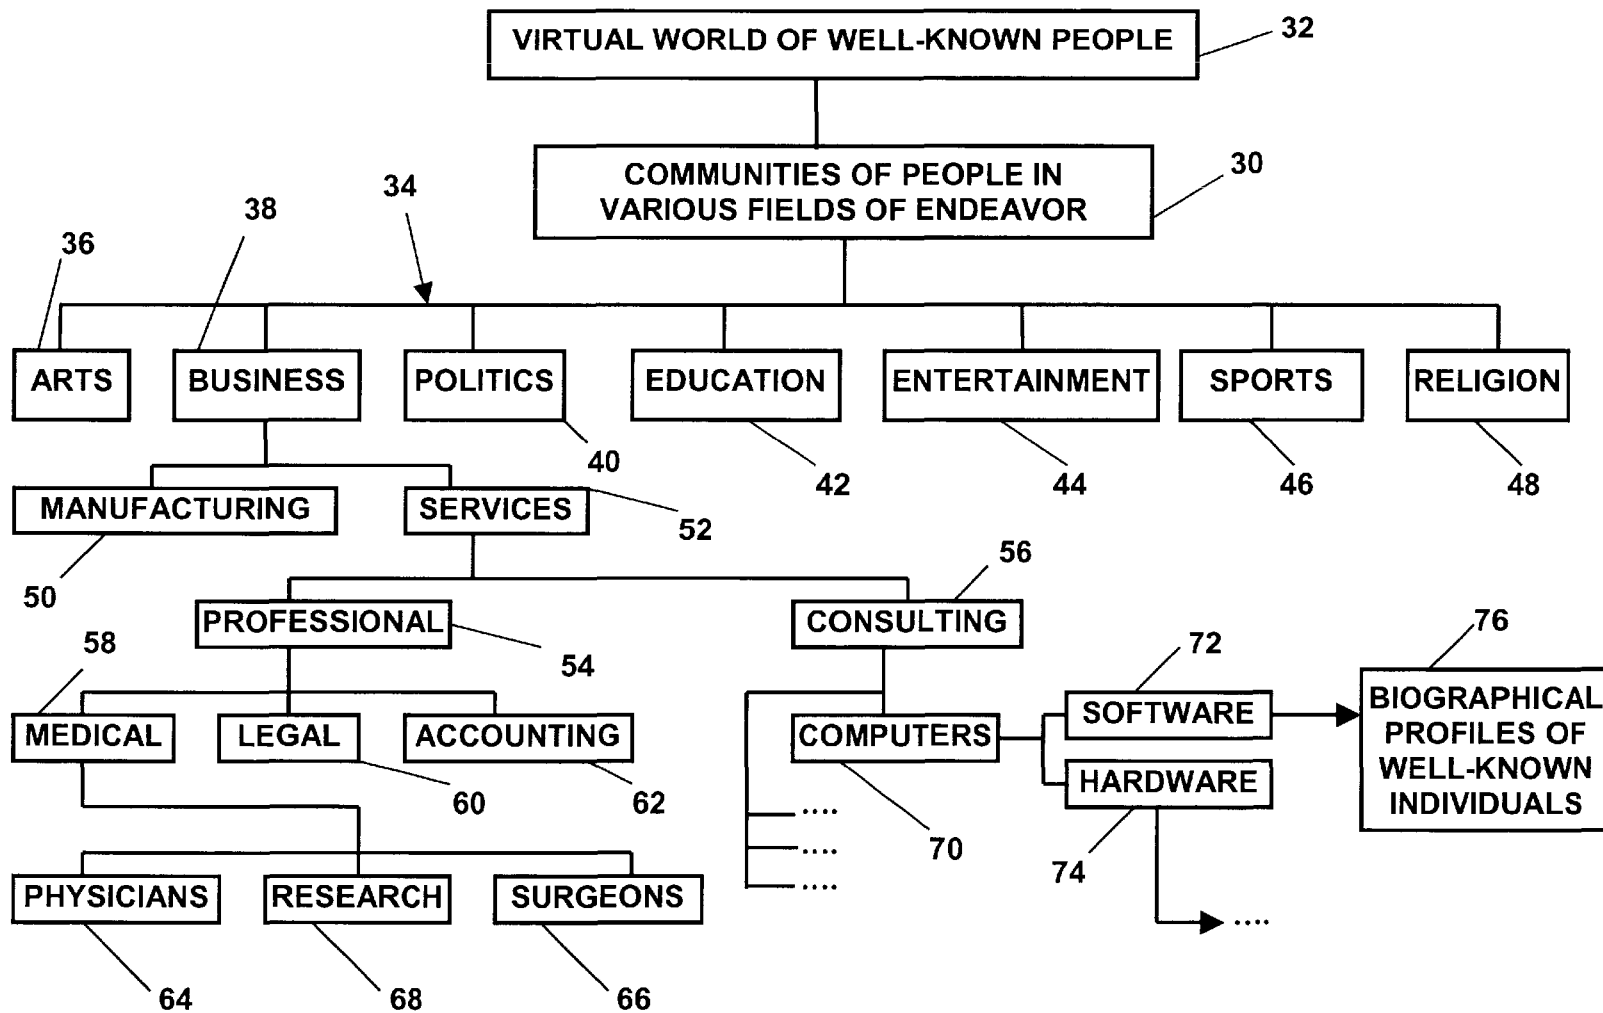 VIRTUAL WORLD OF WELL-KNOWN PEOPLE
32
COMMUNITIES OF PEOPLE IN
VARIOUS FIELDS OF ENDEAVOR
30
34
38
36
ARTS
BUSINESS
POLITICS
EDUCATION
ENTERTAINMENT
SPORTS
RELIGION
40
42
44
46
48
MANUFACTURING
SERVICES
52
50
56
PROFESSIONAL
CONSULTING
54
58
72
76
MEDICAL
LEGAL
ACCOUNTING
COMPUTERS
SOFTWARE
HARDWARE
BIOGRAPHICAL
PROFILES OF
WELL-KNOWN
INDIVIDUALS
60
62
70
74
....
....
....
....
PHYSICIANS
RESEARCH
SURGEONS
64
68
66